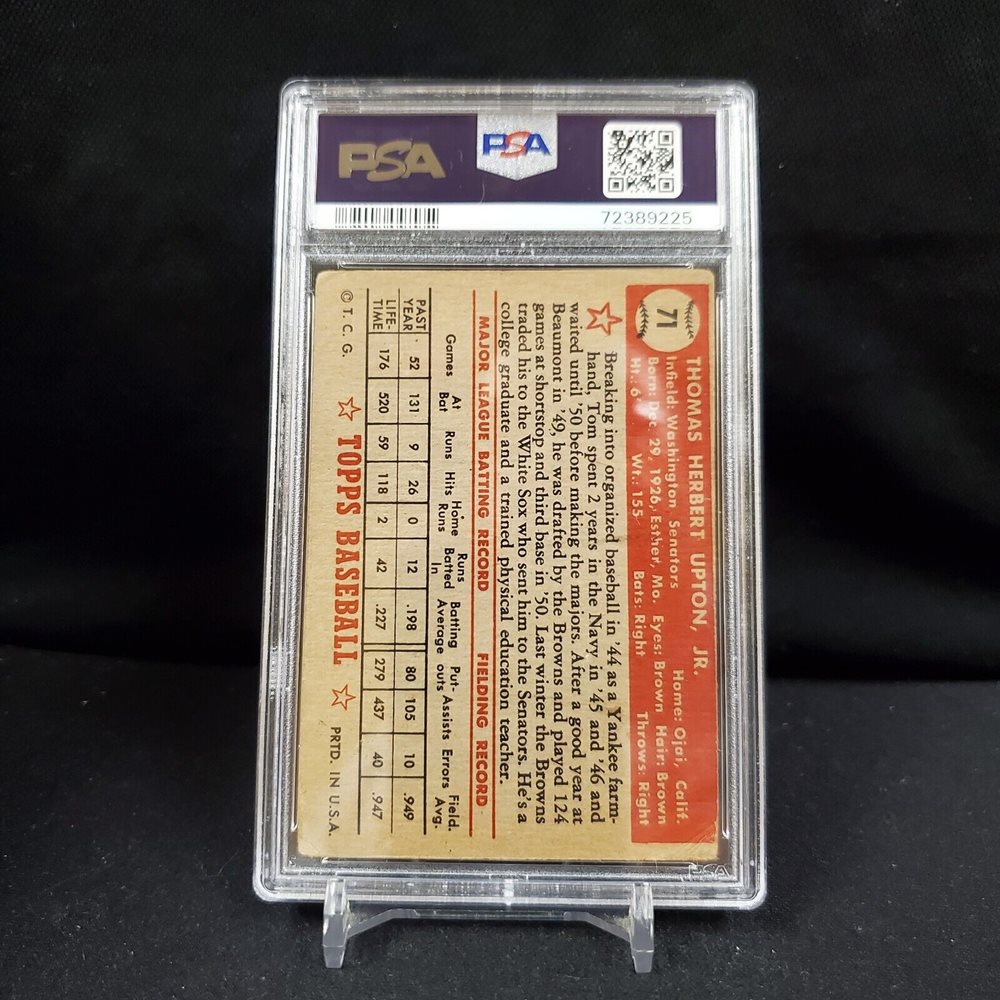 PSA
PSA
72389225
71
THOMAS HERBERT UPTON, JR.
Infield: Washington Senators Home: Ojai, Calif.
Born: Dec. 29, 1926, Esther, Mo. Eyes: Brown Hair: Brown
Ht.: 6' Wt.: 155 Bats: Right Throws: Right
Breaking into organized baseball in '44 as a Yankee farm-
hand, Tom spent 2 years in the Navy in '45 and '46 and
waited until '50 before making the majors. After a good year at
Beaumont in '49, he was drafted by the Browns and played 124
games at shortstop and third base in '50. Last winter the Browns
traded his to the White Sox who sent him to the Senators. He's a
college graduate and a trained physical education teacher.
MAJOR LEAGUE BATTING RECORD FIELDING RECORD
Games At Bat Runs Hits Home Runs Runs Batted In Batting Average Put-outs Assists Errors Field. Avg.
PAST YEAR 52 131 9 26 0 12 .198 80 105 10 .949
LIFE-TIME 176 520 59 118 2 42 .227 279 437 40 .947
© T. C. G. TOPPS BASEBALL PRTD. IN U.S.A.
PSA